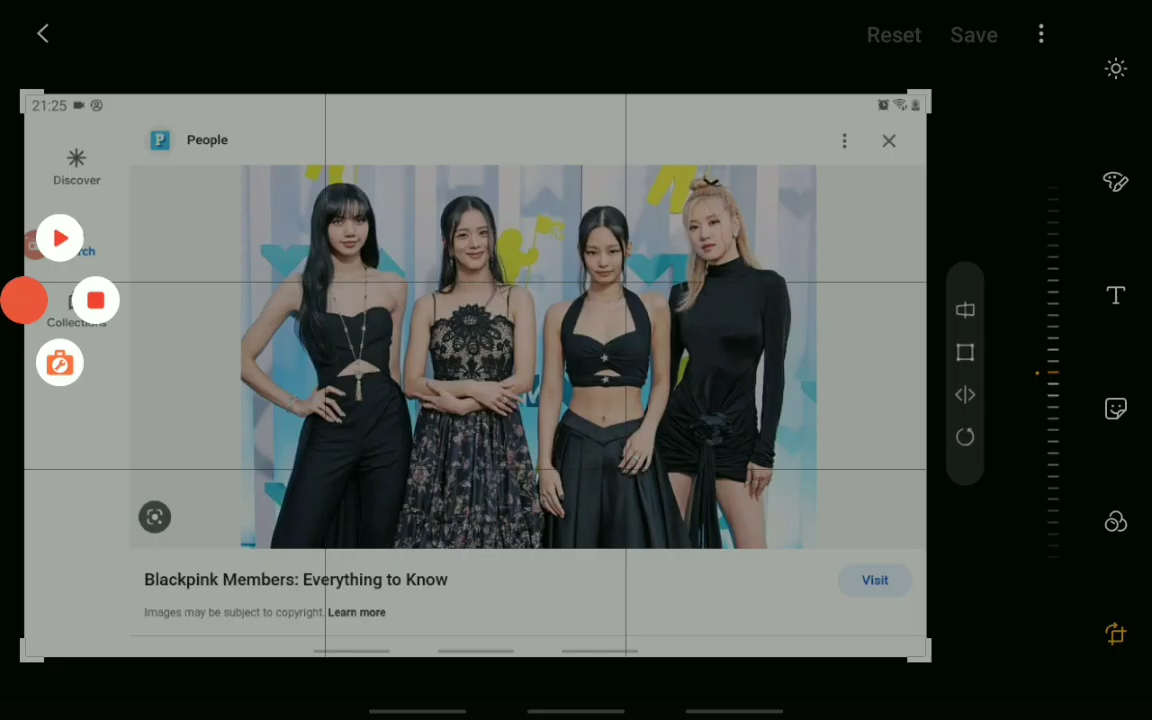 Reset Save
21:25
P People
Discover
rch
Collections
Blackpink Members: Everything to Know
Visit
Images may be subject to copyright. Learn more